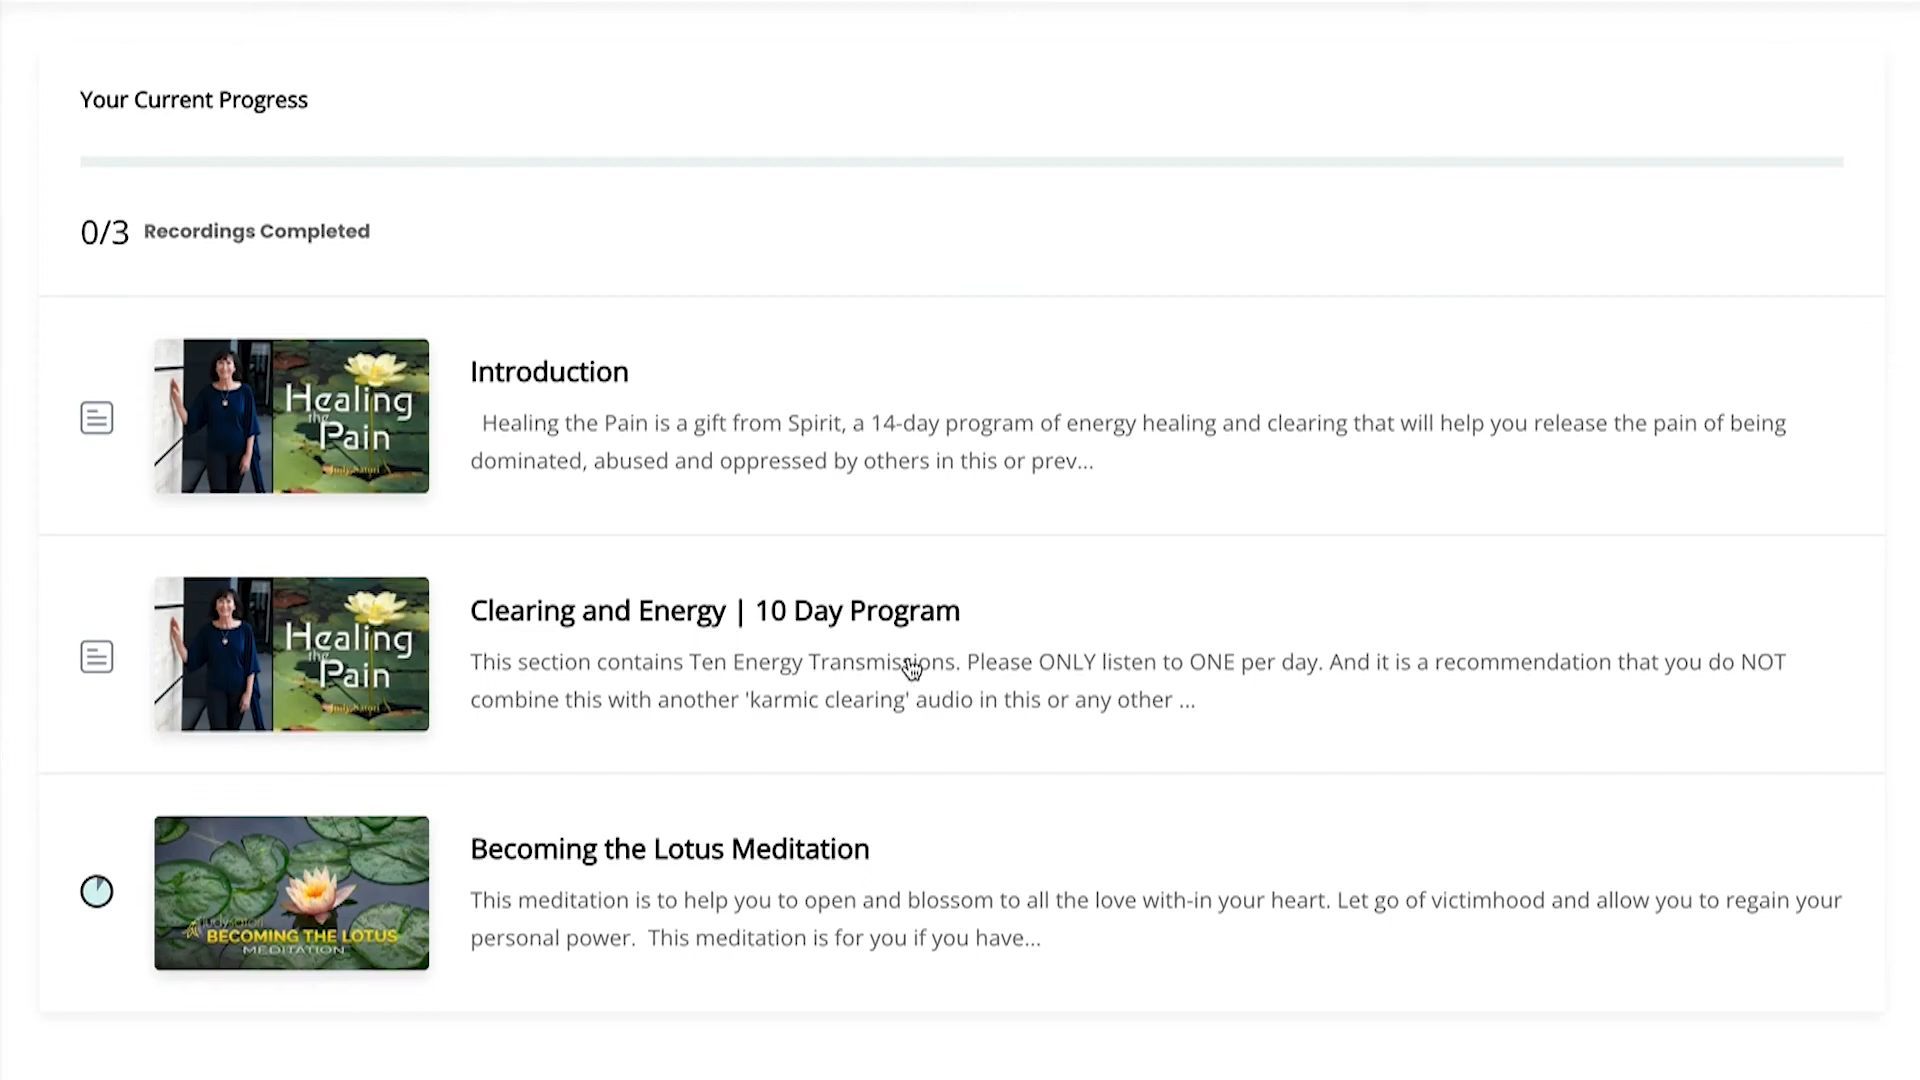 Your Current Progress
0/3 Recordings Completed
Healing
the
Pain
Judy Satori
Introduction
Healing the Pain is a gift from Spirit, a 14-day program of energy healing and clearing that will help you release the pain of being
dominated, abused and oppressed by others in this or prev...
Healing
the
Pain
Judy Satori
Clearing and Energy | 10 Day Program
This section contains Ten Energy Transmissions. Please ONLY listen to ONE per day. And it is a recommendation that you do NOT
combine this with another 'karmic clearing' audio in this or any other ...
judysatori
BECOMING THE LOTUS
MEDITATION
Becoming the Lotus Meditation
This meditation is to help you to open and blossom to all the love with-in your heart. Let go of victimhood and allow you to regain your
personal power. This meditation is for you if you have...